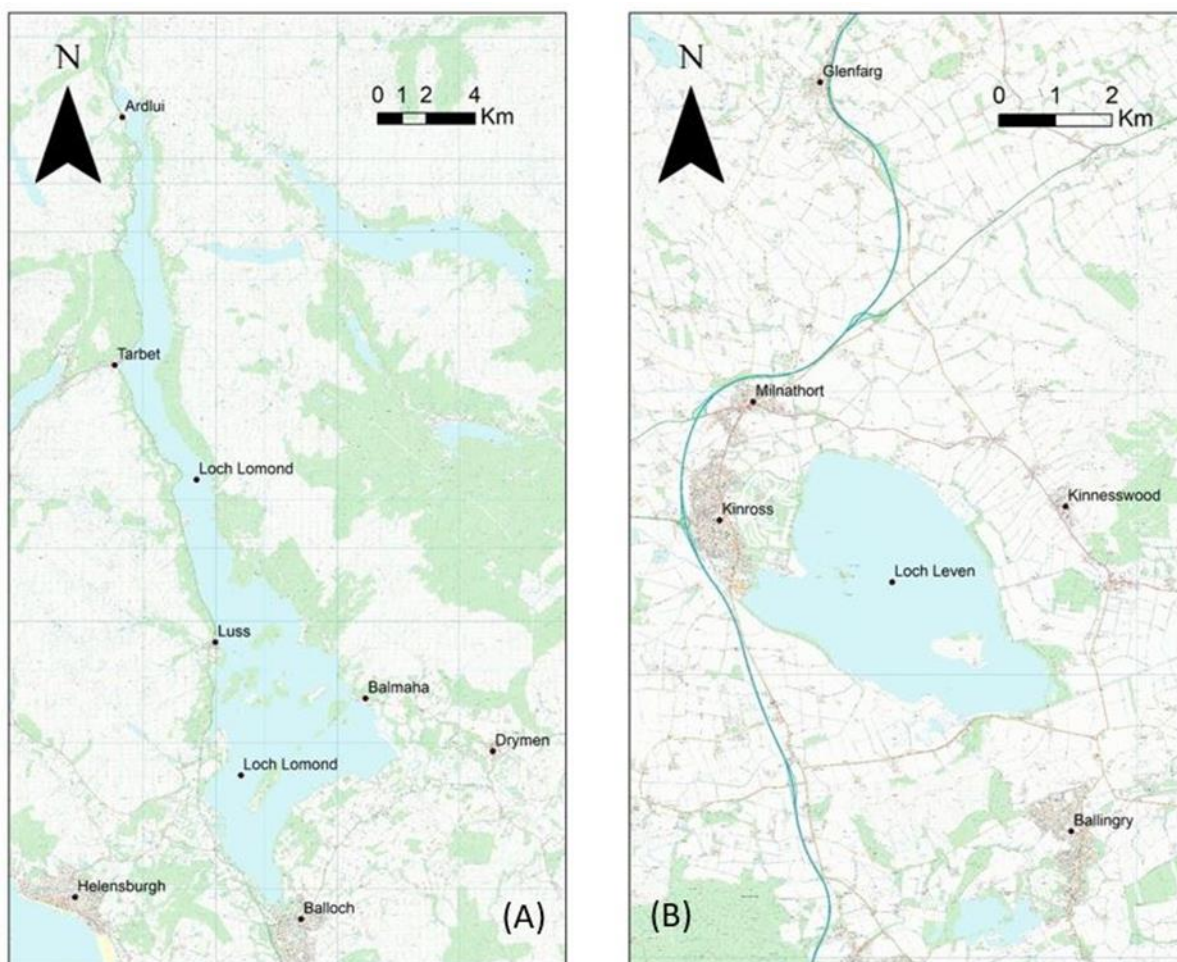 N
0 1 2 4
Km
Ardlui
Tarbet
Loch Lomond
Luss
Balmaha
Drymen
Loch Lomond
Helensburgh
Balloch
(A)
N
0 1 2
Km
Glenfarg
Milnathort
Kinnesswood
Kinross
Loch Leven
Ballingry
(B)